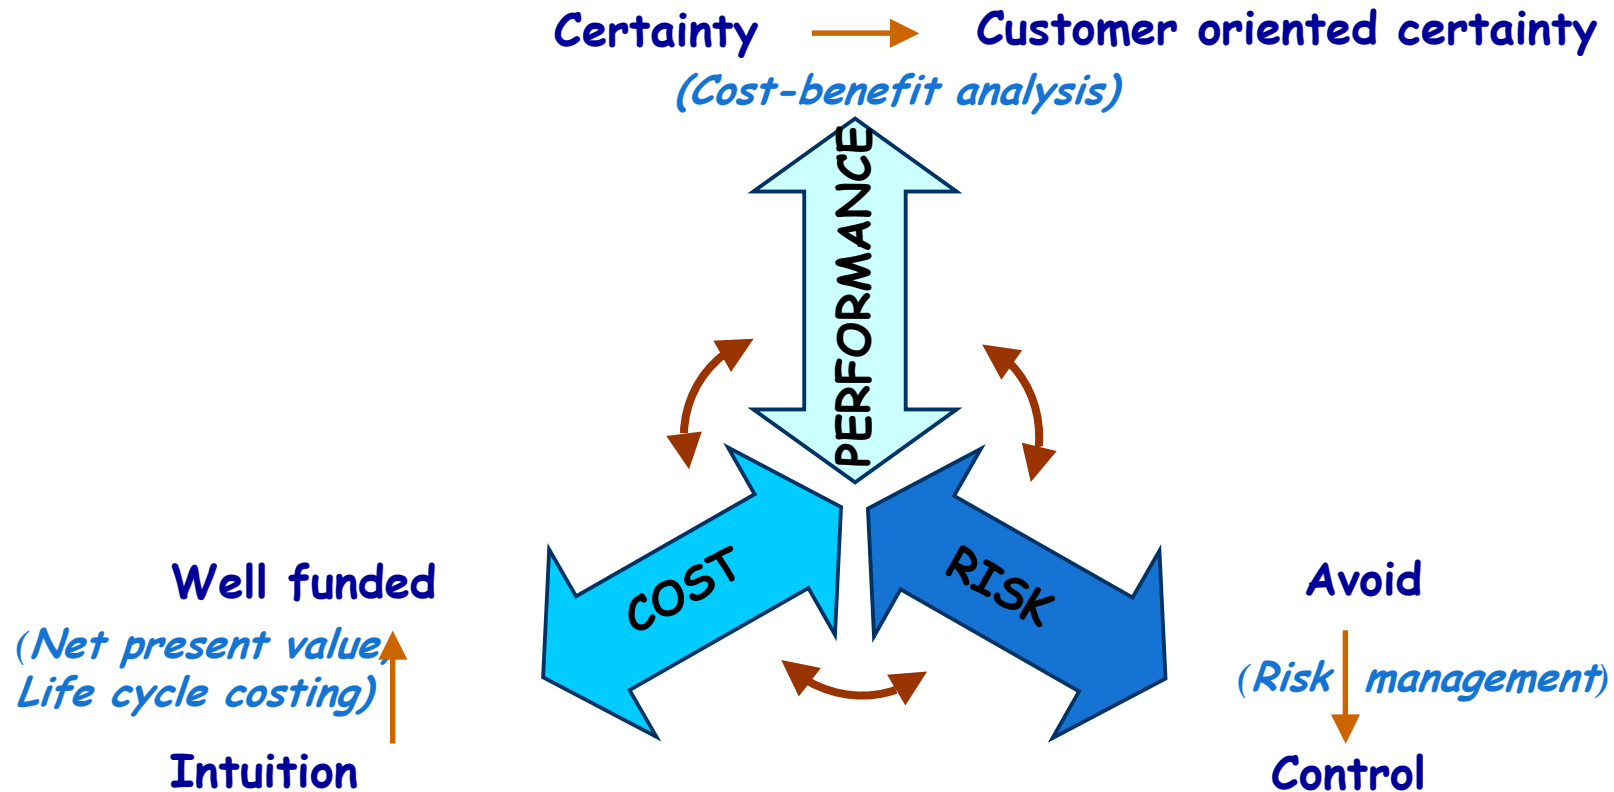 Certainty Customer oriented certainty
(Cost-benefit analysis)
PERFORMANCE
COST
RISK
Well funded
(Net present value,
Life cycle costing)
Intuition
Avoid
(Risk management)
Control